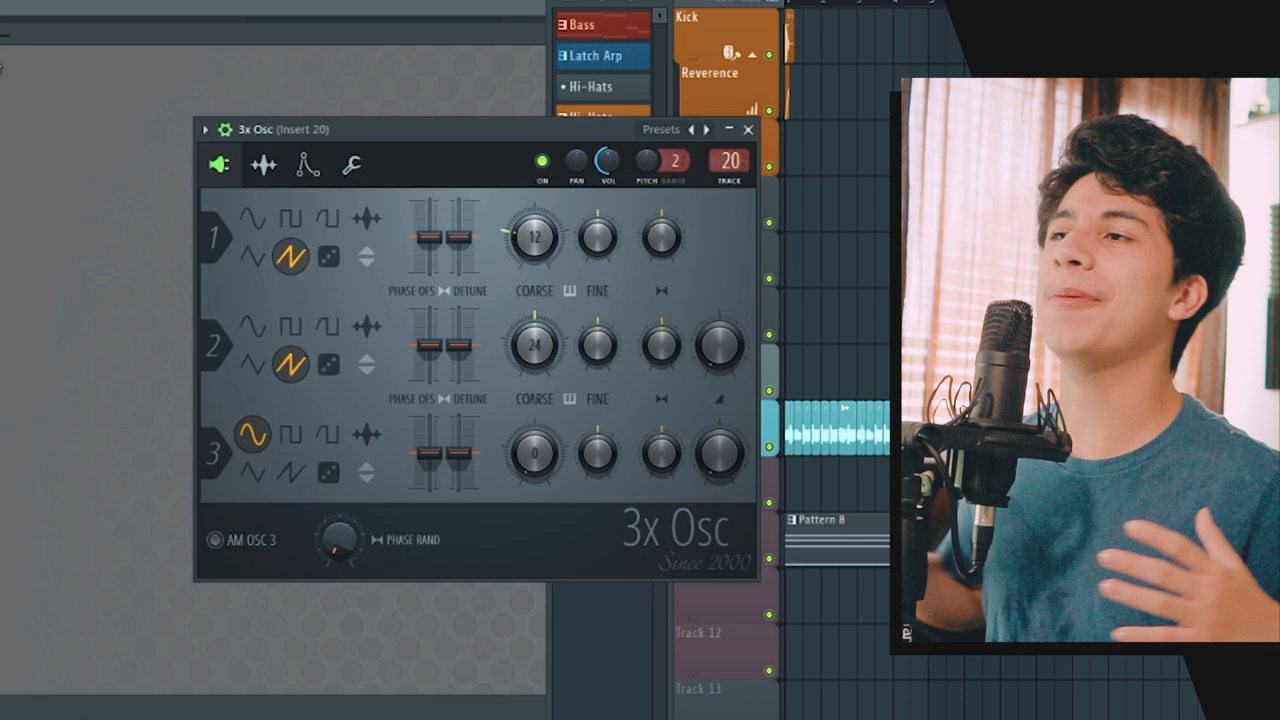 Bass
Kick
Latch Arp
Reverence
Hi-Hats
3x Osc (Insert 20)
Presets
2
20
ON
PAN
VOL
PITCH RANGE
TRACK
1
12
PHASE OFS DETUNE
COARSE
FINE
2
24
PHASE OFS DETUNE
COARSE
FINE
3
0
Pattern 8
AM OSC 3
PHASE RAND
3x Osc
Since 2000
Track 12
Track 13